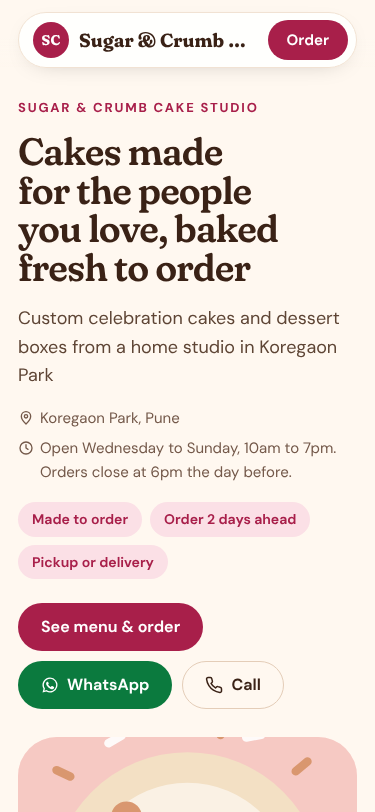 SC
Sugar & Crumb ...
Order
SUGAR & CRUMB CAKE STUDIO
Cakes made
for the people
you love, baked
fresh to order
Custom celebration cakes and dessert
boxes from a home studio in Koregaon
Park
Koregaon Park, Pune
Open Wednesday to Sunday, 10am to 7pm.
Orders close at 6pm the day before.
Made to order
Order 2 days ahead
Pickup or delivery
See menu & order
WhatsApp
Call